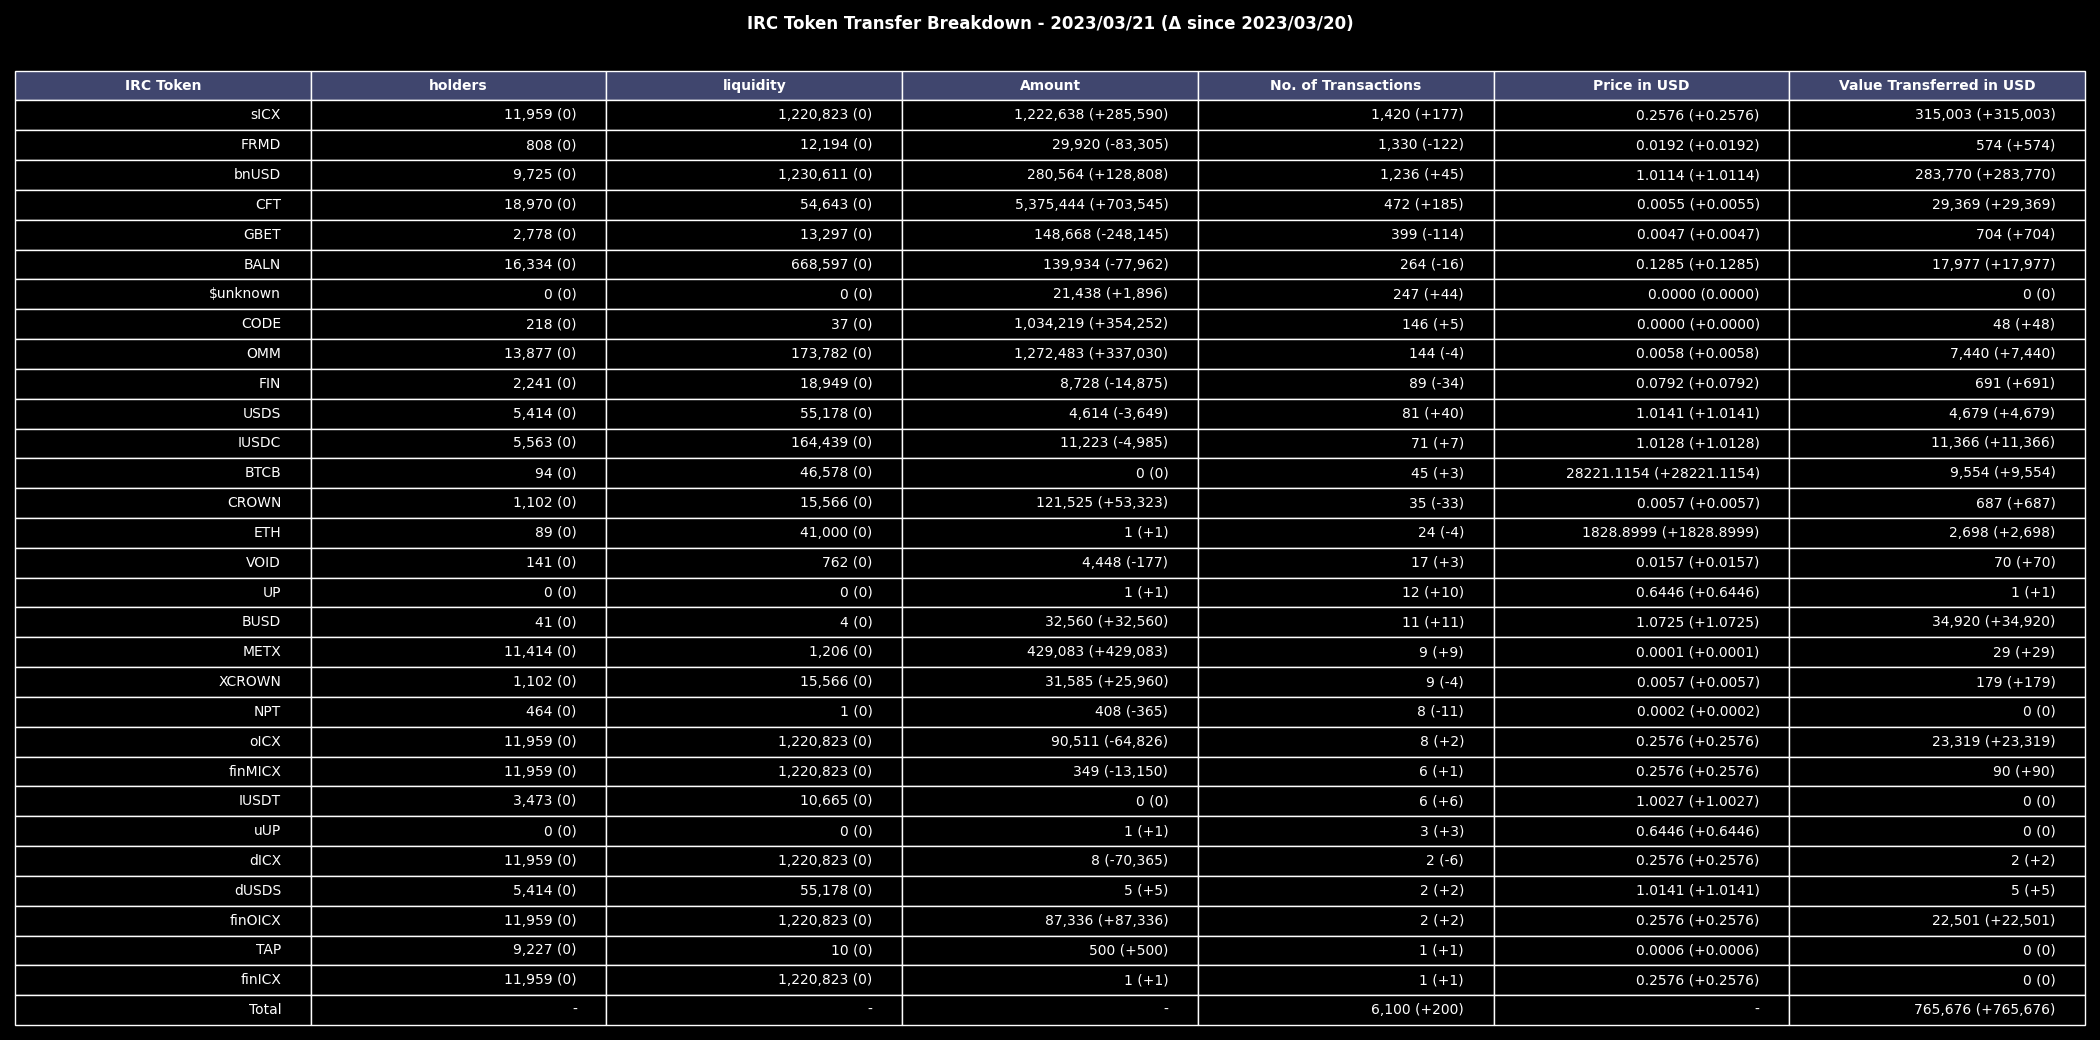 IRC Token Transfer Breakdown - 2023/03/21 (Δ since 2023/03/20)
IRC Token holders liquidity Amount No. of Transactions Price in USD Value Transferred in USD
sICX 11,959 (0) 1,220,823 (0) 1,222,638 (+285,590) 1,420 (+177) 0.2576 (+0.2576) 315,003 (+315,003)
FRMD 808 (0) 12,194 (0) 29,920 (-83,305) 1,330 (-122) 0.0192 (+0.0192) 574 (+574)
bnUSD 9,725 (0) 1,230,611 (0) 280,564 (+128,808) 1,236 (+45) 1.0114 (+1.0114) 283,770 (+283,770)
CFT 18,970 (0) 54,643 (0) 5,375,444 (+703,545) 472 (+185) 0.0055 (+0.0055) 29,369 (+29,369)
GBET 2,778 (0) 13,297 (0) 148,668 (-248,145) 399 (-114) 0.0047 (+0.0047) 704 (+704)
BALN 16,334 (0) 668,597 (0) 139,934 (-77,962) 264 (-16) 0.1285 (+0.1285) 17,977 (+17,977)
$unknown 0 (0) 0 (0) 21,438 (+1,896) 247 (+44) 0.0000 (0.0000) 0 (0)
CODE 218 (0) 37 (0) 1,034,219 (+354,252) 146 (+5) 0.0000 (+0.0000) 48 (+48)
OMM 13,877 (0) 173,782 (0) 1,272,483 (+337,030) 144 (-4) 0.0058 (+0.0058) 7,440 (+7,440)
FIN 2,241 (0) 18,949 (0) 8,728 (-14,875) 89 (-34) 0.0792 (+0.0792) 691 (+691)
USDS 5,414 (0) 55,178 (0) 4,614 (-3,649) 81 (+40) 1.0141 (+1.0141) 4,679 (+4,679)
IUSDC 5,563 (0) 164,439 (0) 11,223 (-4,985) 71 (+7) 1.0128 (+1.0128) 11,366 (+11,366)
BTCB 94 (0) 46,578 (0) 0 (0) 45 (+3) 28221.1154 (+28221.1154) 9,554 (+9,554)
CROWN 1,102 (0) 15,566 (0) 121,525 (+53,323) 35 (-33) 0.0057 (+0.0057) 687 (+687)
ETH 89 (0) 41,000 (0) 1 (+1) 24 (-4) 1828.8999 (+1828.8999) 2,698 (+2,698)
VOID 141 (0) 762 (0) 4,448 (-177) 17 (+3) 0.0157 (+0.0157) 70 (+70)
UP 0 (0) 0 (0) 1 (+1) 12 (+10) 0.6446 (+0.6446) 1 (+1)
BUSD 41 (0) 4 (0) 32,560 (+32,560) 11 (+11) 1.0725 (+1.0725) 34,920 (+34,920)
METX 11,414 (0) 1,206 (0) 429,083 (+429,083) 9 (+9) 0.0001 (+0.0001) 29 (+29)
XCROWN 1,102 (0) 15,566 (0) 31,585 (+25,960) 9 (-4) 0.0057 (+0.0057) 179 (+179)
NPT 464 (0) 1 (0) 408 (-365) 8 (-11) 0.0002 (+0.0002) 0 (0)
oICX 11,959 (0) 1,220,823 (0) 90,511 (-64,826) 8 (+2) 0.2576 (+0.2576) 23,319 (+23,319)
finMICX 11,959 (0) 1,220,823 (0) 349 (-13,150) 6 (+1) 0.2576 (+0.2576) 90 (+90)
IUSDT 3,473 (0) 10,665 (0) 0 (0) 6 (+6) 1.0027 (+1.0027) 0 (0)
uUP 0 (0) 0 (0) 1 (+1) 3 (+3) 0.6446 (+0.6446) 0 (0)
dICX 11,959 (0) 1,220,823 (0) 8 (-70,365) 2 (-6) 0.2576 (+0.2576) 2 (+2)
dUSDS 5,414 (0) 55,178 (0) 5 (+5) 2 (+2) 1.0141 (+1.0141) 5 (+5)
finOICX 11,959 (0) 1,220,823 (0) 87,336 (+87,336) 2 (+2) 0.2576 (+0.2576) 22,501 (+22,501)
TAP 9,227 (0) 10 (0) 500 (+500) 1 (+1) 0.0006 (+0.0006) 0 (0)
finICX 11,959 (0) 1,220,823 (0) 1 (+1) 1 (+1) 0.2576 (+0.2576) 0 (0)
Total - - - 6,100 (+200) - 765,676 (+765,676)